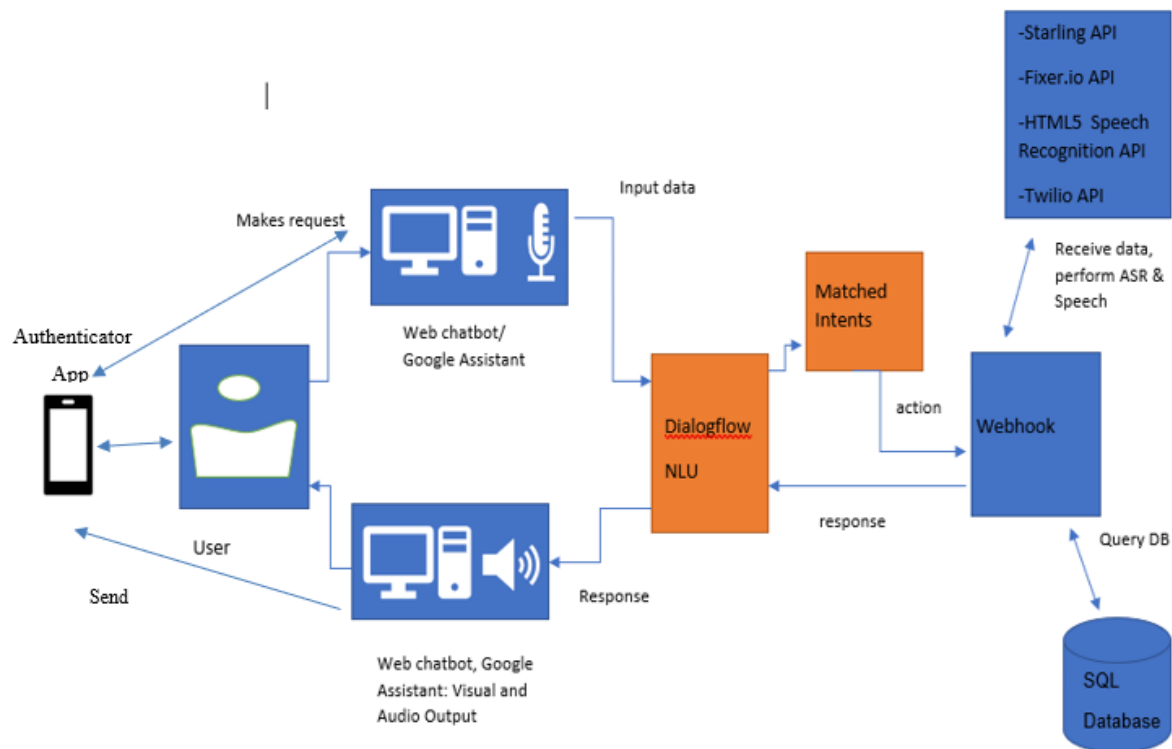 -Starling API
-Fixer.io API
-HTML5 Speech
Recognition API
-Twilio API
Input data
Makes request
Receive data,
perform ASR &
Speech
Matched
Intents
Web chatbot/
Google Assistant
Authenticator
App
action
Dialogflow
NLU
Webhook
response
User
Query DB
Send
Response
Web chatbot, Google
Assistant: Visual and
Audio Output
SQL
Database